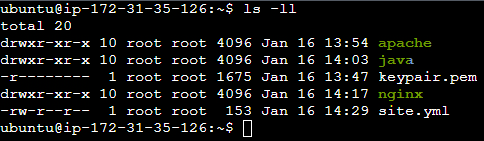 ubuntu@ip-172-31-35-126:~$ ls -ll
total 20
drwxr-xr-x 10 root root 4096 Jan 16 13:54 apache
drwxr-xr-x 10 root root 4096 Jan 16 14:03 java
-r--------  1 root root 1675 Jan 16 13:47 keypair.pem
drwxr-xr-x 10 root root 4096 Jan 16 14:17 nginx
-rw-r--r--  1 root root  153 Jan 16 14:29 site.yml
ubuntu@ip-172-31-35-126:~$